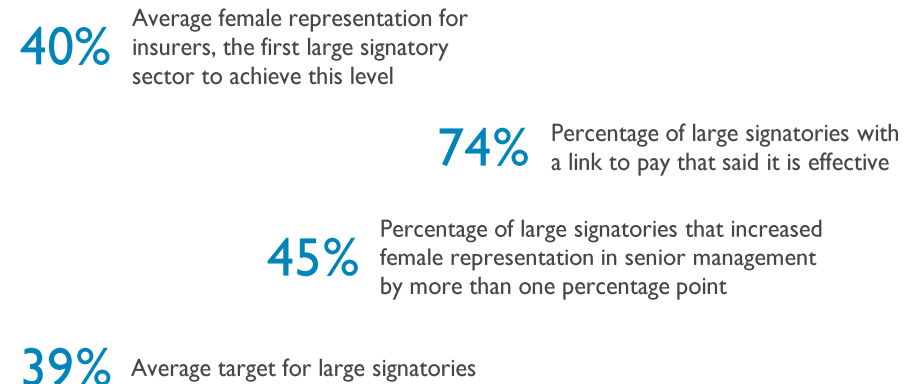 40%
Average female representation for
insurers, the first large signatory
sector to achieve this level
74%
Percentage of large signatories with
a link to pay that said it is effective
45%
Percentage of large signatories that increased
female representation in senior management
by more than one percentage point
39%
Average target for large signatories